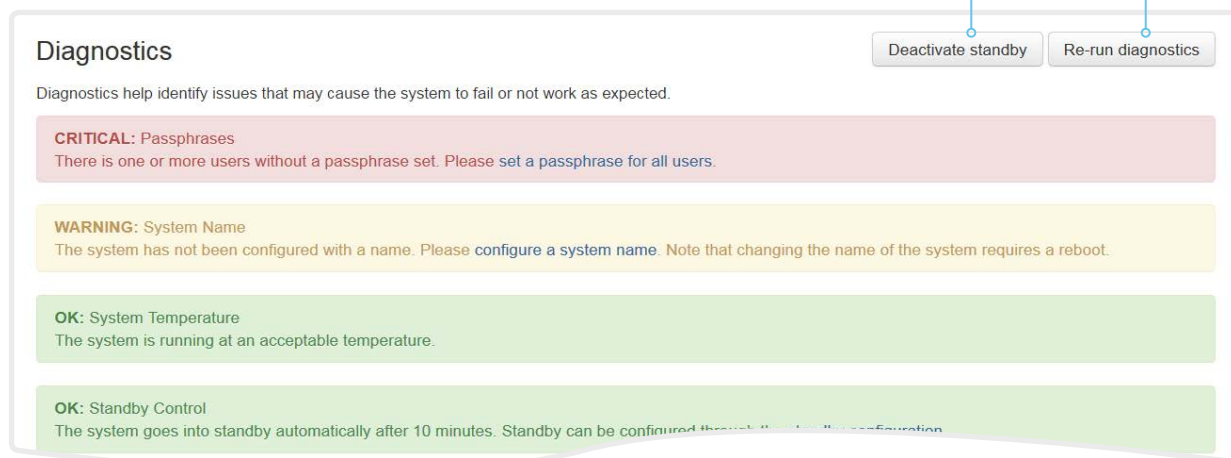 Diagnostics
Deactivate standby
Re-run diagnostics
Diagnostics help identify issues that may cause the system to fail or not work as expected.
CRITICAL: Passphrases
There is one or more users without a passphrase set. Please set a passphrase for all users.
WARNING: System Name
The system has not been configured with a name. Please configure a system name. Note that changing the name of the system requires a reboot.
OK: System Temperature
The system is running at an acceptable temperature.
OK: Standby Control
The system goes into standby automatically after 10 minutes. Standby can be configured through the standby configuration